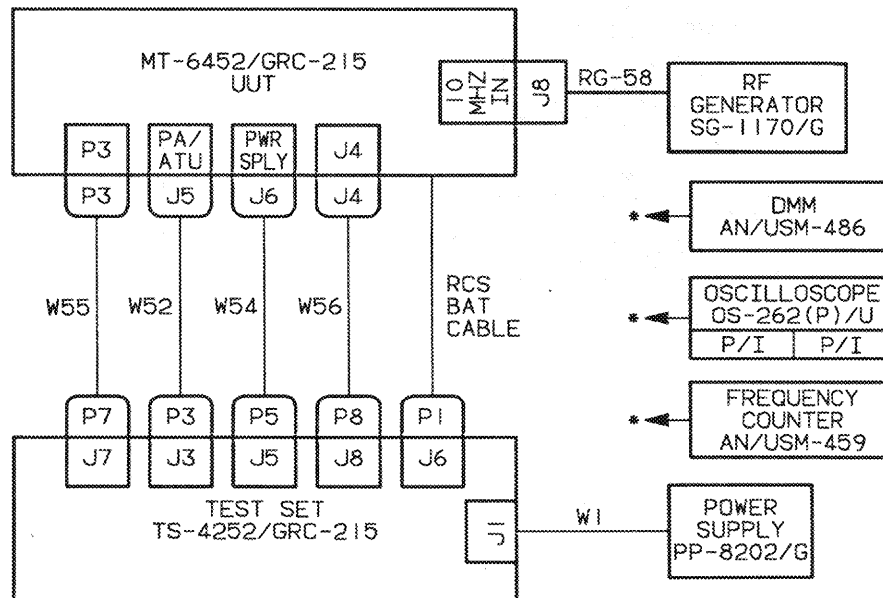 MT-6452/GRC-215
UUT
10
MHZ
IN
J8
RG-58
RF
GENERATOR
SG-1170/G
P3
PA/
ATU
PWR
SPLY
J4
P3
J5
J6
J4
* DMM
AN/USM-486
W55
W52
W54
W56
RCS
BAT
CABLE
* OSCILLOSCOPE
OS-262(P)/U
P/I
P/I
P7
P3
P5
P8
P1
* FREQUENCY
COUNTER
AN/USM-459
J7
J3
J5
J8
J6
TEST SET
TS-4252/GRC-215
J1
W1
POWER
SUPPLY
PP-8202/G